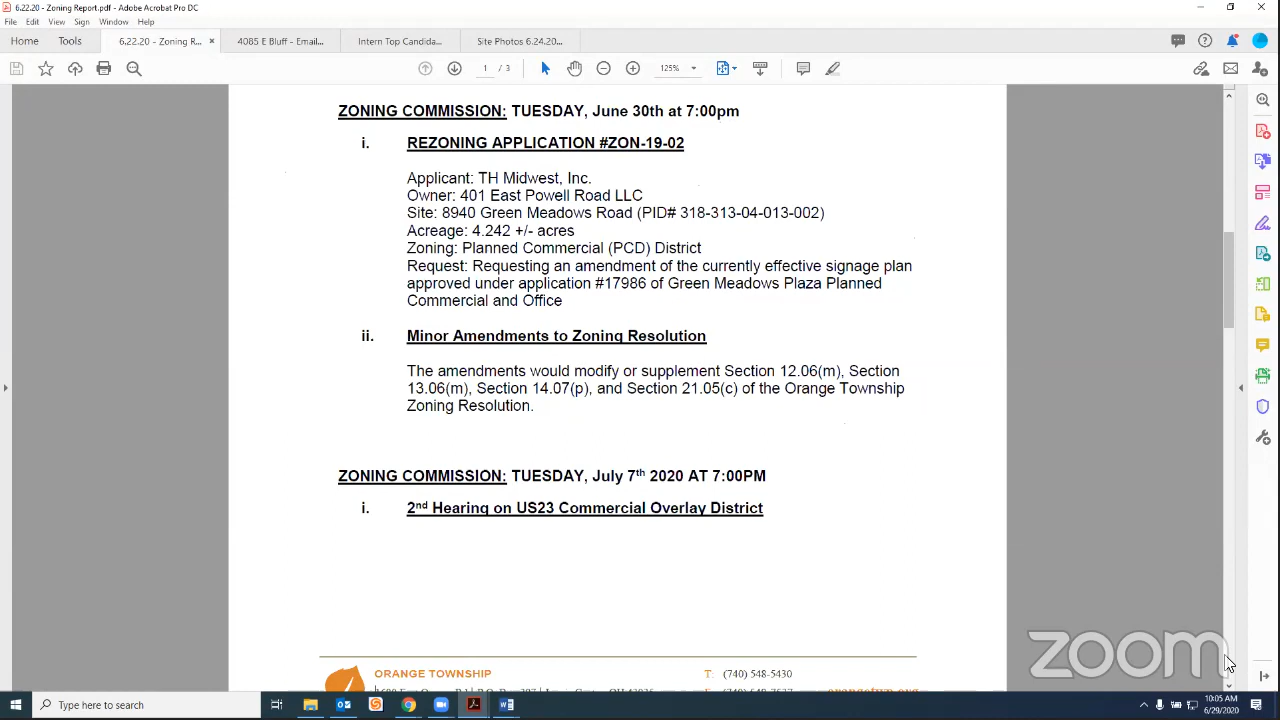 6.22.20 - Zoning Report.pdf - Adobe Acrobat Pro DC
File Edit View Sign Window Help
Home Tools 6.22.20 - Zoning R... × 4085 E Bluff - Email... Intern Top Candida... Site Photos 6.24.20...
1 / 3 125%
ZONING COMMISSION: TUESDAY, June 30th at 7:00pm
i. REZONING APPLICATION #ZON-19-02
Applicant: TH Midwest, Inc.
Owner: 401 East Powell Road LLC
Site: 8940 Green Meadows Road (PID# 318-313-04-013-002)
Acreage: 4.242 +/- acres
Zoning: Planned Commercial (PCD) District
Request: Requesting an amendment of the currently effective signage plan
approved under application #17986 of Green Meadows Plaza Planned
Commercial and Office
ii. Minor Amendments to Zoning Resolution
The amendments would modify or supplement Section 12.06(m), Section
13.06(m), Section 14.07(p), and Section 21.05(c) of the Orange Township
Zoning Resolution.
ZONING COMMISSION: TUESDAY, July 7th 2020 AT 7:00PM
i. 2nd Hearing on US23 Commercial Overlay District
zoom
ORANGE TOWNSHIP T: (740) 548-5430
Type here to search
10:05 AM
6/29/2020